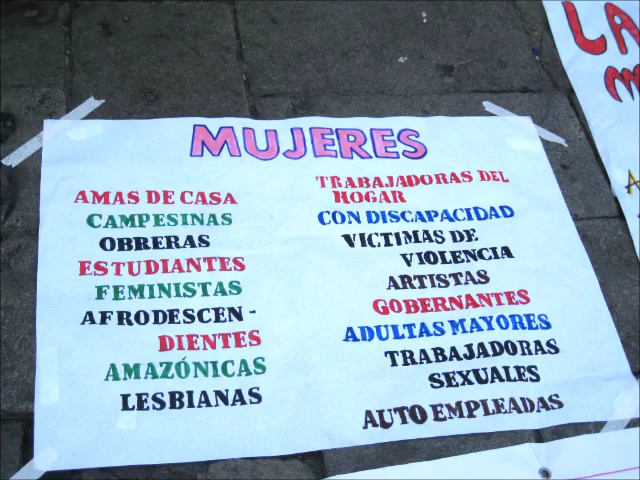 MUJERES
AMAS DE CASA
CAMPESINAS
OBRERAS
ESTUDIANTES
FEMINISTAS
AFRODESCEN-
DIENTES
AMAZÓNICAS
LESBIANAS
TRABAJADORAS DEL
HOGAR
CON DISCAPACIDAD
VICTIMAS DE
VIOLENCIA
ARTISTAS
GOBERNANTES
ADULTAS MAYORES
TRABAJADORAS
SEXUALES
AUTO EMPLEADAS
LA